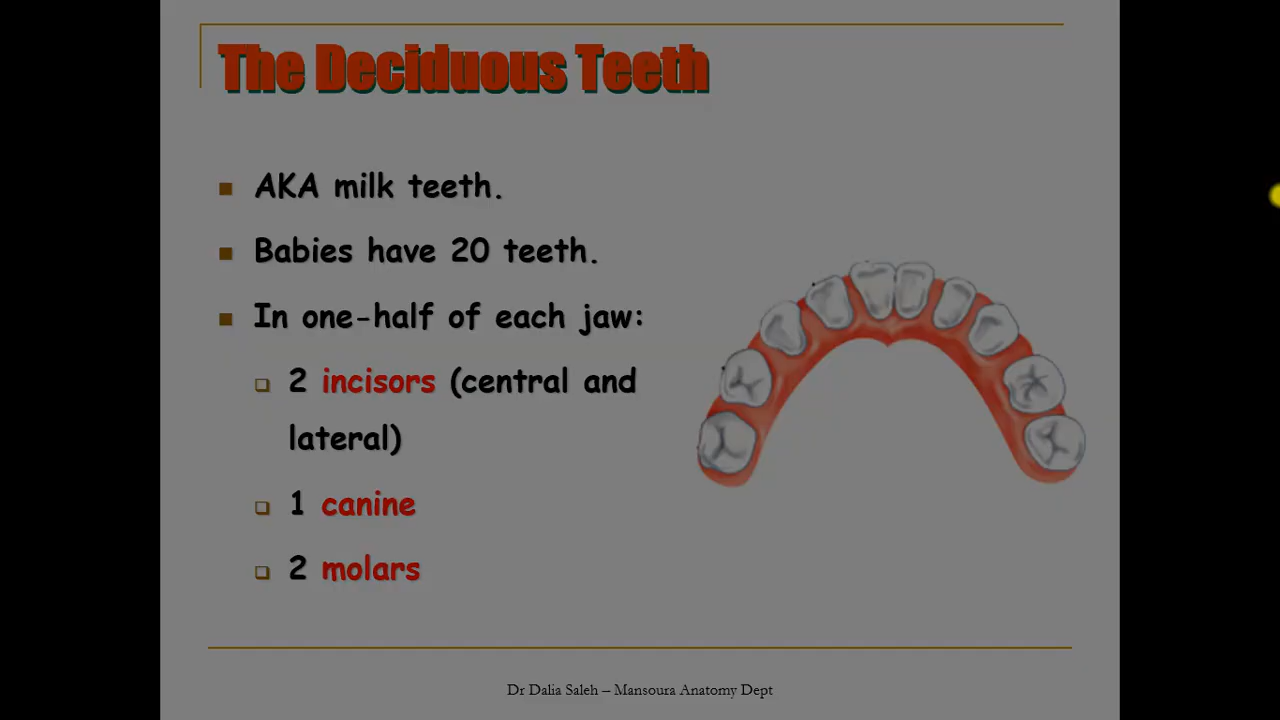 The Deciduous Teeth
AKA milk teeth.
Babies have 20 teeth.
In one-half of each jaw:
2 incisors (central and
lateral)
1 canine
2 molars
Dr Dalia Saleh – Mansoura Anatomy Dept